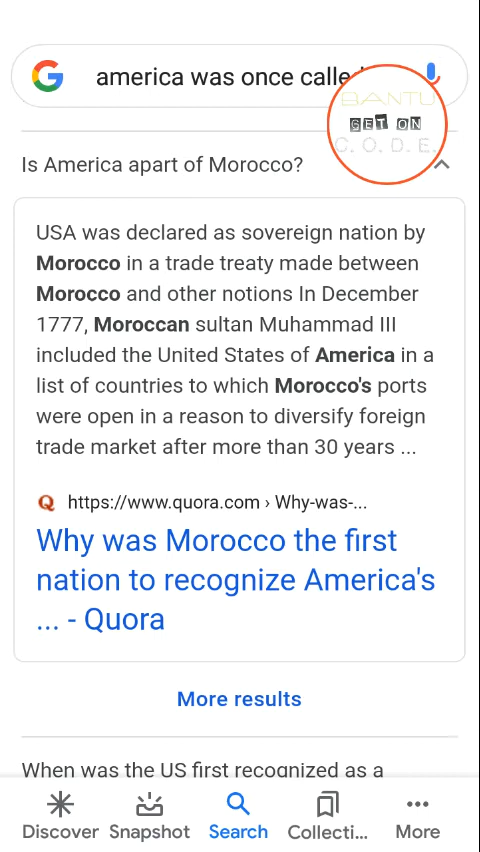 america was once calle
BANTU
GET ON
C. O. D. E.
Is America apart of Morocco?
USA was declared as sovereign nation by
Morocco in a trade treaty made between
Morocco and other notions In December
1777, Moroccan sultan Muhammad III
included the United States of America in a
list of countries to which Morocco's ports
were open in a reason to diversify foreign
trade market after more than 30 years ...
https://www.quora.com › Why-was-...
Why was Morocco the first
nation to recognize America's
... - Quora
More results
When was the US first recognized as a
Discover Snapshot Search Collecti... More